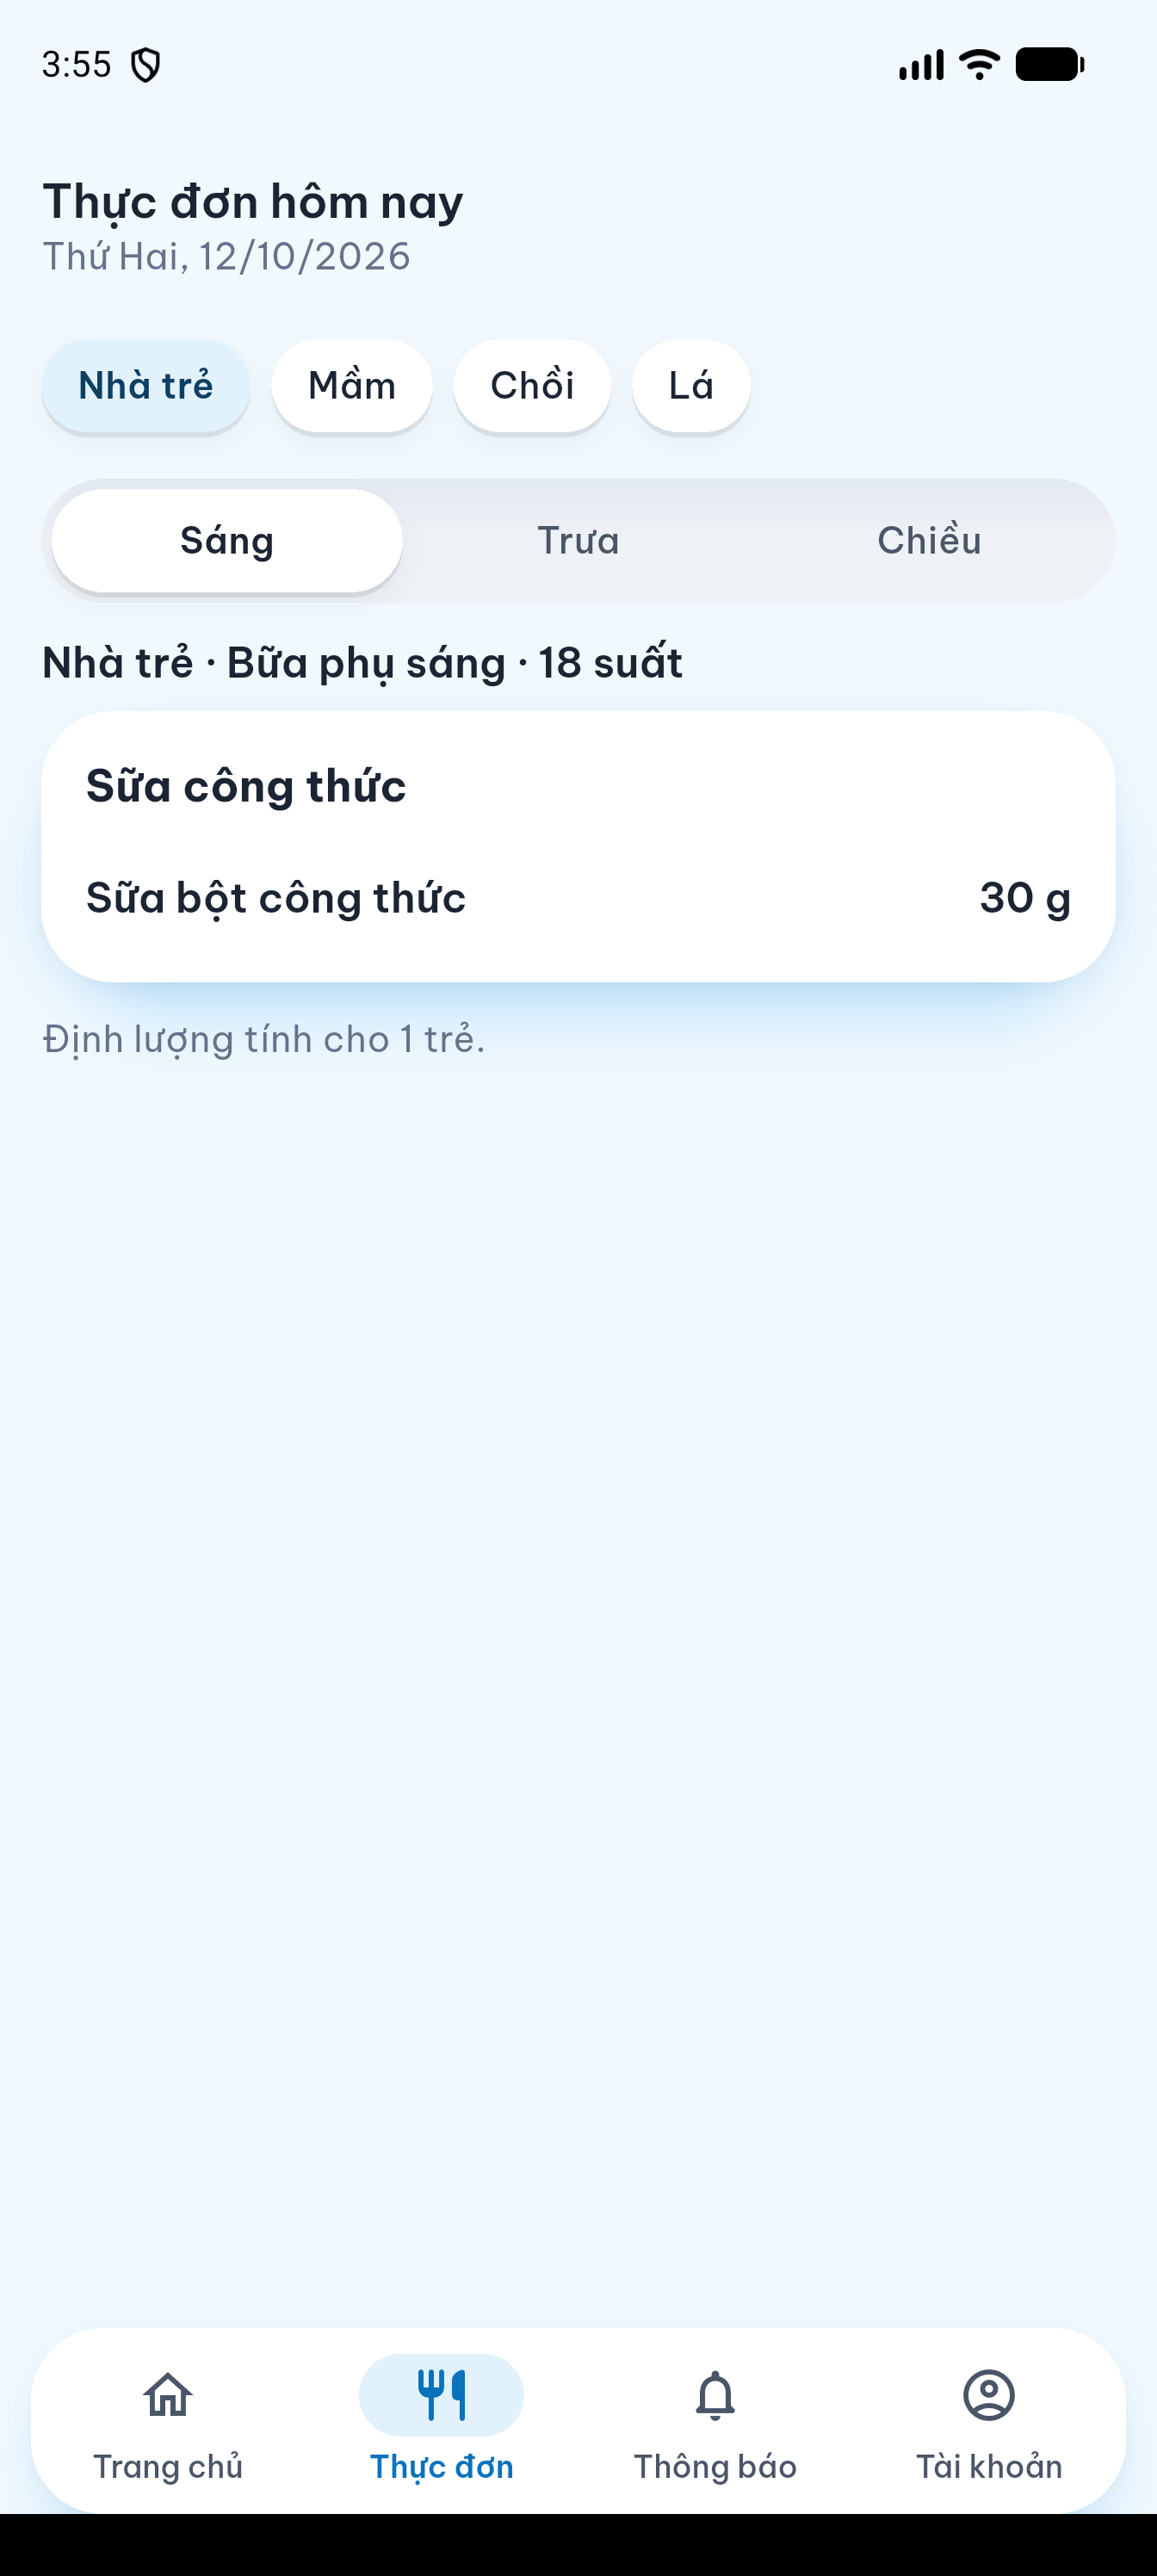 3:55
Thực đơn hôm nay
Thứ Hai, 12/10/2026
Nhà trẻ Mầm Chồi Lá
Sáng Trưa Chiều
Nhà trẻ · Bữa phụ sáng · 18 suất
Sữa công thức
Sữa bột công thức 30 g
Định lượng tính cho 1 trẻ.
Trang chủ Thực đơn Thông báo Tài khoản